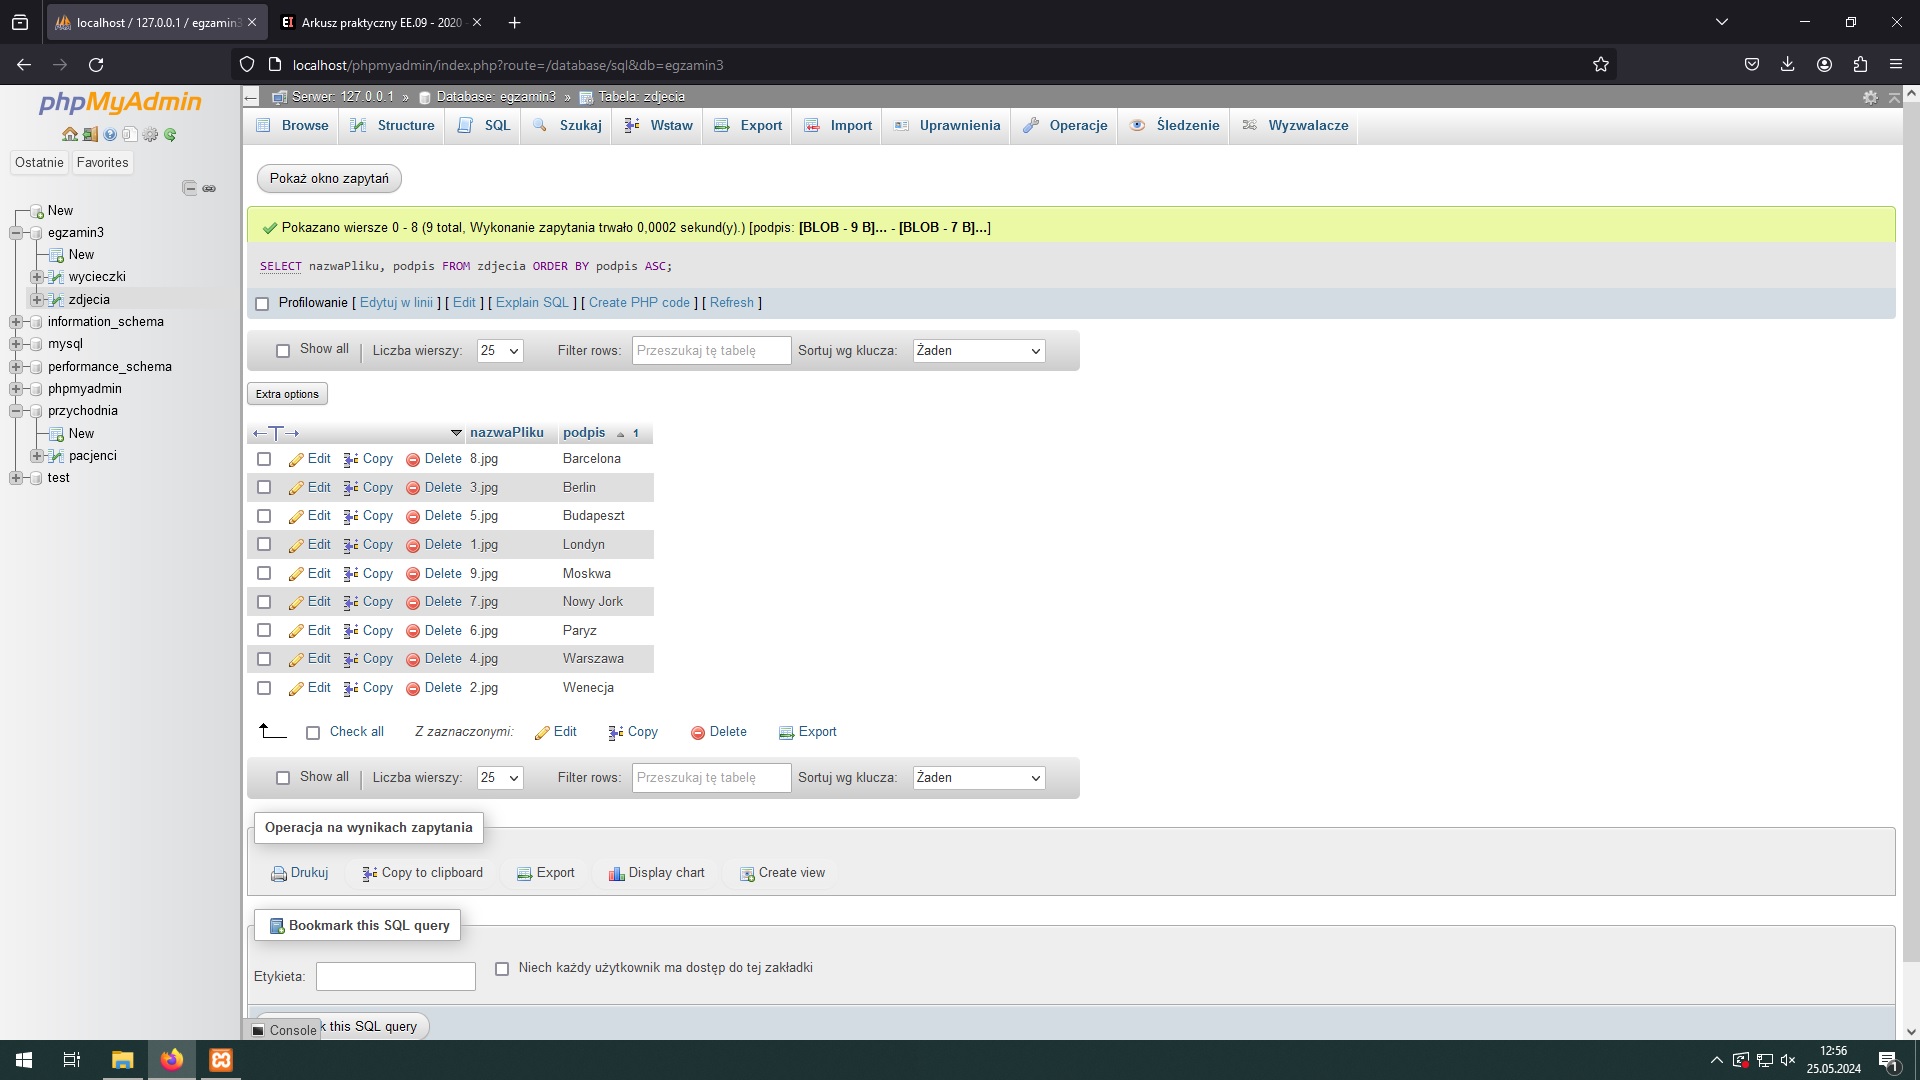 localhost / 127.0.0.1 / egzamin3
Arkusz praktyczny EE.09 - 2020
localhost/phpmyadmin/index.php?route=/database/sql&db=egzamin3
phpMyAdmin
Ostatnie Favorites
New
egzamin3
New
wycieczki
zdjecia
information_schema
mysql
performance_schema
phpmyadmin
przychodnia
New
pacjenci
test
Serwer: 127.0.0.1 » Database: egzamin3 » Tabela: zdjecia
Browse Structure SQL Szukaj Wstaw Export Import Uprawnienia Operacje Śledzenie Wyzwalacze
Pokaż okno zapytań
Pokazano wiersze 0 - 8 (9 total, Wykonanie zapytania trwało 0,0002 sekund(y).) [podpis: [BLOB - 9 B]... - [BLOB - 7 B]...]
SELECT nazwaPliku, podpis FROM zdjecia ORDER BY podpis ASC;
Profilowanie [ Edytuj w linii ] [ Edit ] [ Explain SQL ] [ Create PHP code ] [ Refresh ]
Show all Liczba wierszy: 25 Filter rows: Przeszukaj tę tabelę Sortuj wg klucza: Żaden
Extra options
←T→ nazwaPliku podpis 1
Edit Copy Delete 8.jpg Barcelona
Edit Copy Delete 3.jpg Berlin
Edit Copy Delete 5.jpg Budapeszt
Edit Copy Delete 1.jpg Londyn
Edit Copy Delete 9.jpg Moskwa
Edit Copy Delete 7.jpg Nowy Jork
Edit Copy Delete 6.jpg Paryz
Edit Copy Delete 4.jpg Warszawa
Edit Copy Delete 2.jpg Wenecja
Check all Z zaznaczonymi: Edit Copy Delete Export
Show all Liczba wierszy: 25 Filter rows: Przeszukaj tę tabelę Sortuj wg klucza: Żaden
Operacja na wynikach zapytania
Drukuj Copy to clipboard Export Display chart Create view
Bookmark this SQL query
Etykieta: Niech każdy użytkownik ma dostęp do tej zakładki
Console k this SQL query
12:56
25.05.2024
1